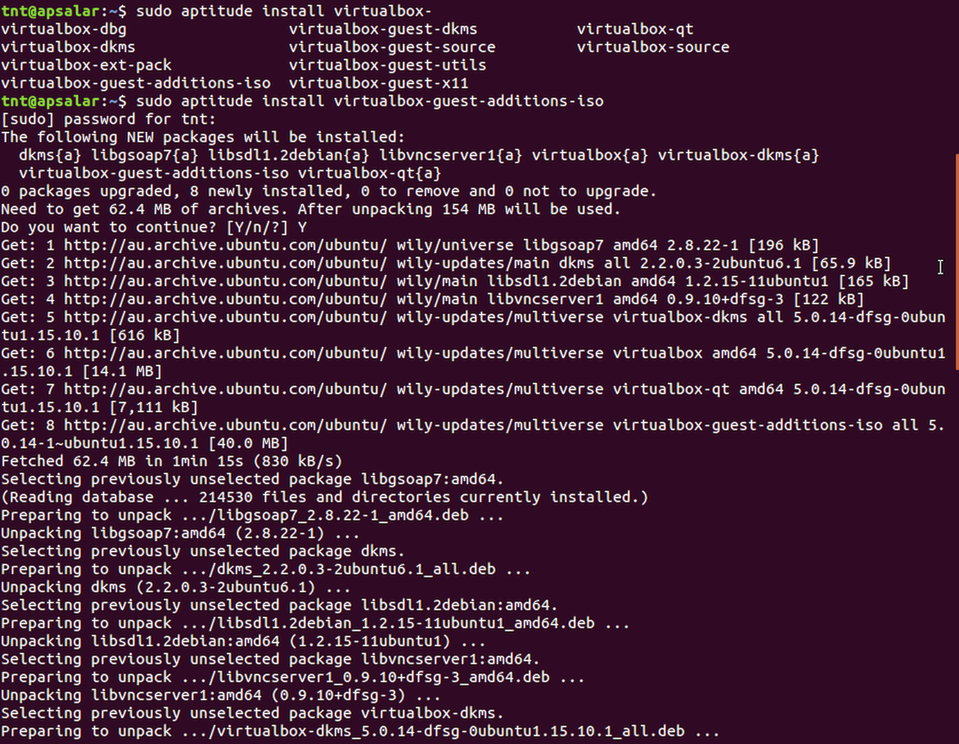 tnt@apsalar:~$ sudo aptitude install virtualbox-
virtualbox-dbg virtualbox-guest-dkms virtualbox-qt
virtualbox-dkms virtualbox-guest-source virtualbox-source
virtualbox-ext-pack virtualbox-guest-utils
virtualbox-guest-additions-iso virtualbox-guest-x11
tnt@apsalar:~$ sudo aptitude install virtualbox-guest-additions-iso
[sudo] password for tnt:
The following NEW packages will be installed:
  dkms{a} libgsoap7{a} libsdl1.2debian{a} libvncserver1{a} virtualbox{a} virtualbox-dkms{a}
  virtualbox-guest-additions-iso virtualbox-qt{a}
0 packages upgraded, 8 newly installed, 0 to remove and 0 not to upgrade.
Need to get 62.4 MB of archives. After unpacking 154 MB will be used.
Do you want to continue? [Y/n/?] Y
Get: 1 http://au.archive.ubuntu.com/ubuntu/ wily/universe libgsoap7 amd64 2.8.22-1 [196 kB]
Get: 2 http://au.archive.ubuntu.com/ubuntu/ wily-updates/main dkms all 2.2.0.3-2ubuntu6.1 [65.9 kB]
Get: 3 http://au.archive.ubuntu.com/ubuntu/ wily/main libsdl1.2debian amd64 1.2.15-11ubuntu1 [165 kB]
Get: 4 http://au.archive.ubuntu.com/ubuntu/ wily/main libvncserver1 amd64 0.9.10+dfsg-3 [122 kB]
Get: 5 http://au.archive.ubuntu.com/ubuntu/ wily-updates/multiverse virtualbox-dkms all 5.0.14-dfsg-0ubun
tu1.15.10.1 [616 kB]
Get: 6 http://au.archive.ubuntu.com/ubuntu/ wily-updates/multiverse virtualbox amd64 5.0.14-dfsg-0ubuntu1
.15.10.1 [14.1 MB]
Get: 7 http://au.archive.ubuntu.com/ubuntu/ wily-updates/multiverse virtualbox-qt amd64 5.0.14-dfsg-0ubun
tu1.15.10.1 [7,111 kB]
Get: 8 http://au.archive.ubuntu.com/ubuntu/ wily-updates/multiverse virtualbox-guest-additions-iso all 5.
0.14-1~ubuntu1.15.10.1 [40.0 MB]
Fetched 62.4 MB in 1min 15s (830 kB/s)
Selecting previously unselected package libgsoap7:amd64.
(Reading database ... 214530 files and directories currently installed.)
Preparing to unpack .../libgsoap7_2.8.22-1_amd64.deb ...
Unpacking libgsoap7:amd64 (2.8.22-1) ...
Selecting previously unselected package dkms.
Preparing to unpack .../dkms_2.2.0.3-2ubuntu6.1_all.deb ...
Unpacking dkms (2.2.0.3-2ubuntu6.1) ...
Selecting previously unselected package libsdl1.2debian:amd64.
Preparing to unpack .../libsdl1.2debian_1.2.15-11ubuntu1_amd64.deb ...
Unpacking libsdl1.2debian:amd64 (1.2.15-11ubuntu1) ...
Selecting previously unselected package libvncserver1:amd64.
Preparing to unpack .../libvncserver1_0.9.10+dfsg-3_amd64.deb ...
Unpacking libvncserver1:amd64 (0.9.10+dfsg-3) ...
Selecting previously unselected package virtualbox-dkms.
Preparing to unpack .../virtualbox-dkms_5.0.14-dfsg-0ubuntu1.15.10.1_all.deb ...